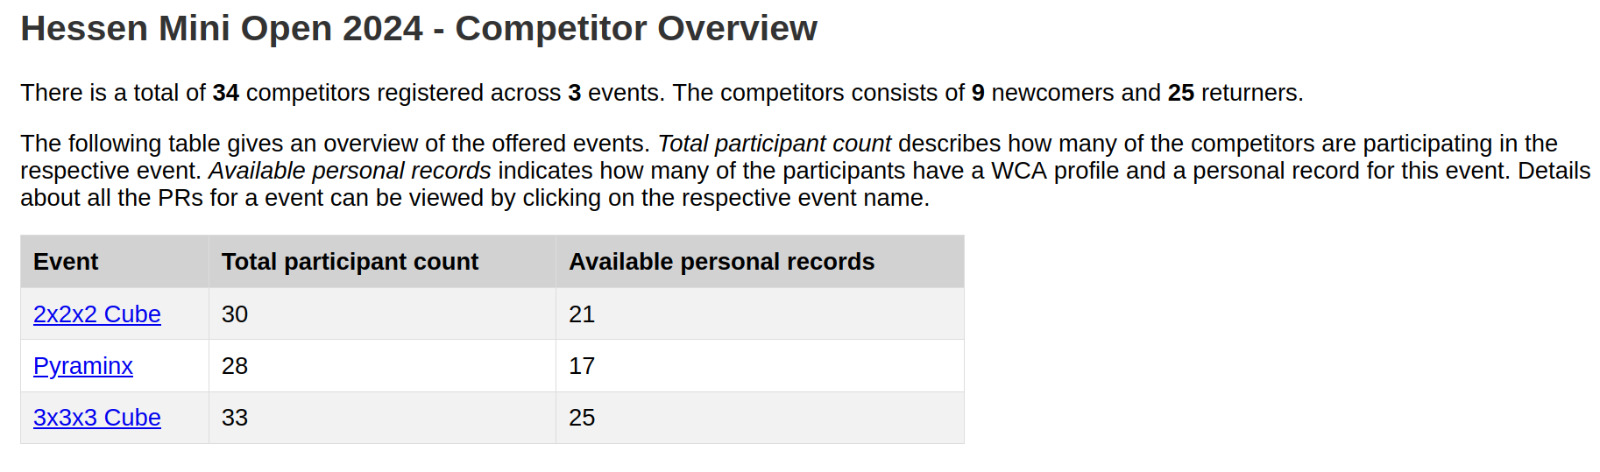 Hessen Mini Open 2024 - Competitor Overview
There is a total of 34 competitors registered across 3 events. The competitors consists of 9 newcomers and 25 returners.
The following table gives an overview of the offered events. Total participant count describes how many of the competitors are participating in the
respective event. Available personal records indicates how many of the participants have a WCA profile and a personal record for this event. Details
about all the PRs for a event can be viewed by clicking on the respective event name.
Event Total participant count Available personal records
2x2x2 Cube 30 21
Pyraminx 28 17
3x3x3 Cube 33 25